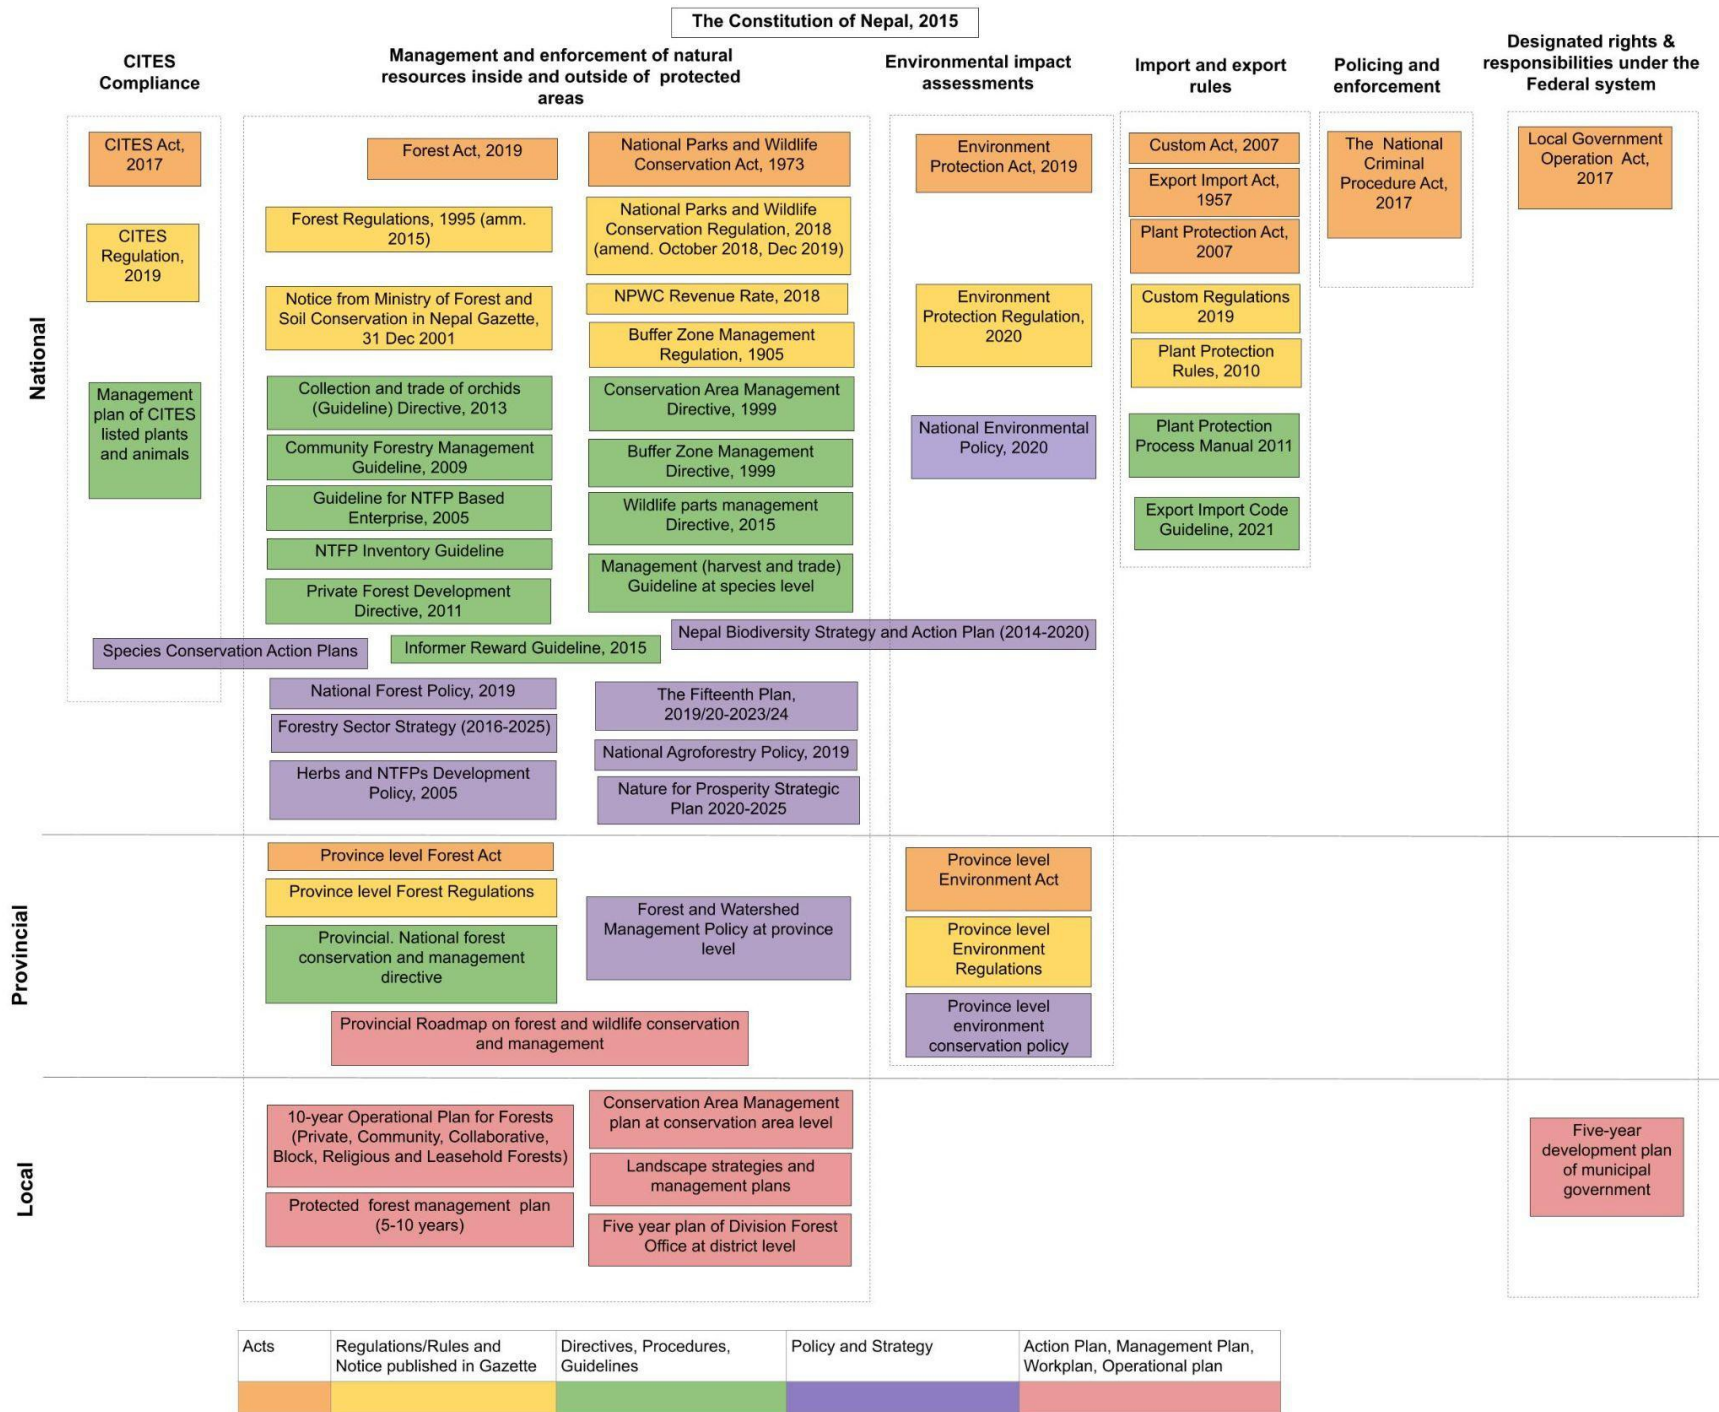 The Constitution of Nepal, 2015
CITES
Compliance
Management and enforcement of natural
resources inside and outside of protected
areas
Environmental impact
assessments
Import and export
rules
Policing and
enforcement
Designated rights &
responsibilities under the
Federal system
National
CITES Act,
2017
CITES
Regulation,
2019
Management
plan of CITES
listed plants
and animals
Species Conservation Action Plans
Forest Act, 2019
Forest Regulations, 1995 (amm.
2015)
Notice from Ministry of Forest and
Soil Conservation in Nepal Gazette,
31 Dec 2001
Collection and trade of orchids
(Guideline) Directive, 2013
Community Forestry Management
Guideline, 2009
Guideline for NTFP Based
Enterprise, 2005
NTFP Inventory Guideline
Private Forest Development
Directive, 2011
Informer Reward Guideline, 2015
National Forest Policy, 2019
Forestry Sector Strategy (2016-2025)
Herbs and NTFPs Development
Policy, 2005
National Parks and Wildlife
Conservation Act, 1973
National Parks and Wildlife
Conservation Regulation, 2018
(amend. October 2018, Dec 2019)
NPWC Revenue Rate, 2018
Buffer Zone Management
Regulation, 1905
Conservation Area Management
Directive, 1999
Buffer Zone Management
Directive, 1999
Wildlife parts management
Directive, 2015
Management (harvest and trade)
Guideline at species level
Nepal Biodiversity Strategy and Action Plan (2014-2020)
The Fifteenth Plan,
2019/20-2023/24
National Agroforestry Policy, 2019
Nature for Prosperity Strategic
Plan 2020-2025
Environment
Protection Act, 2019
Environment
Protection Regulation,
2020
National Environmental
Policy, 2020
Custom Act, 2007
Export Import Act,
1957
Plant Protection Act,
2007
Custom Regulations
2019
Plant Protection
Rules, 2010
Plant Protection
Process Manual 2011
Export Import Code
Guideline, 2021
The National
Criminal
Procedure Act,
2017
Local Government
Operation Act,
2017
Provincial
Province level Forest Act
Province level Forest Regulations
Provincial. National forest
conservation and management
directive
Forest and Watershed
Management Policy at province
level
Provincial Roadmap on forest and wildlife conservation
and management
Province level
Environment Act
Province level
Environment
Regulations
Province level
environment
conservation policy
Local
10-year Operational Plan for Forests
(Private, Community, Collaborative,
Block, Religious and Leasehold Forests)
Protected forest management plan
(5-10 years)
Conservation Area Management
plan at conservation area level
Landscape strategies and
management plans
Five year plan of Division Forest
Office at district level
Five-year
development plan
of municipal
government
Acts
Regulations/Rules and
Notice published in Gazette
Directives, Procedures,
Guidelines
Policy and Strategy
Action Plan, Management Plan,
Workplan, Operational plan